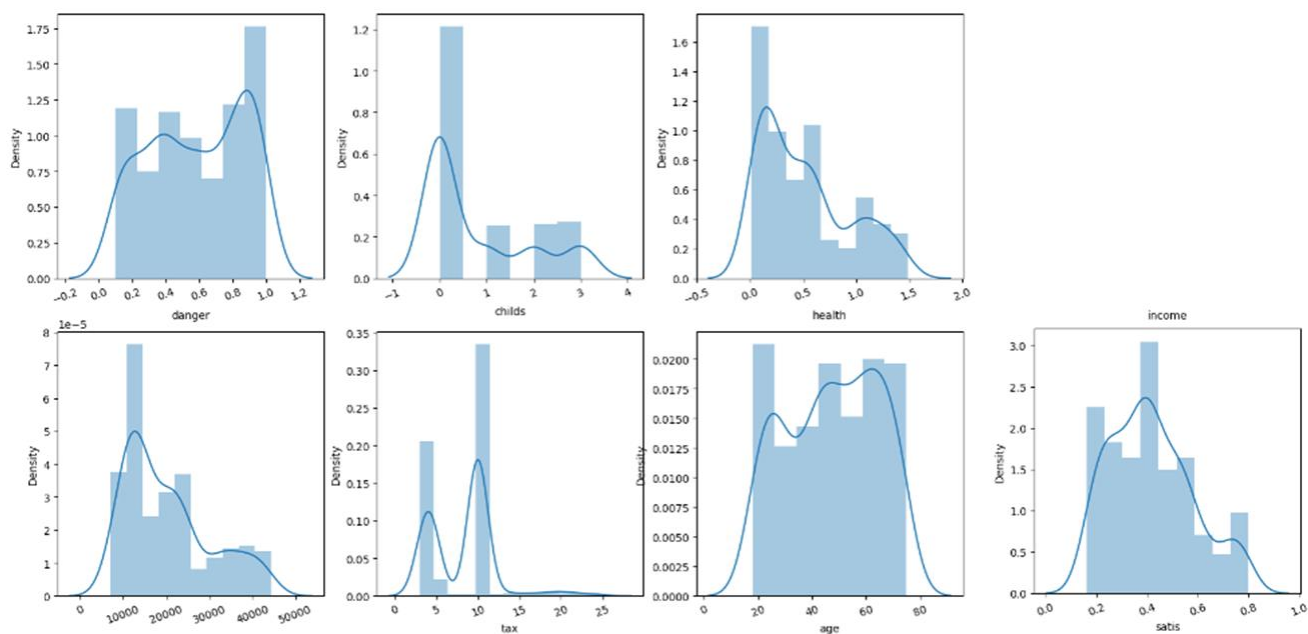 1.75
1.50
1.25
1.00
0.75
0.50
0.25
0.00
Density
−0.2 0.0 0.2 0.4 0.6 0.8 1.0 1.2
danger
1.2
1.0
0.8
0.6
0.4
0.2
0.0
Density
−1 0 1 2 3 4
childs
1.6
1.4
1.2
1.0
0.8
0.6
0.4
0.2
0.0
Density
−0.5 0.0 0.5 1.0 1.5 2.0
health
income
1e−5
8
7
6
5
4
3
2
1
0
Density
0 10000 20000 30000 40000 50000
0.35
0.30
0.25
0.20
0.15
0.10
0.05
0.00
Density
0 5 10 15 20 25
tax
0.0200
0.0175
0.0150
0.0125
0.0100
0.0075
0.0050
0.0025
0.0000
Density
0 20 40 60 80
age
3.0
2.5
2.0
1.5
1.0
0.5
0.0
Density
0.0 0.2 0.4 0.6 0.8 1.0
satis